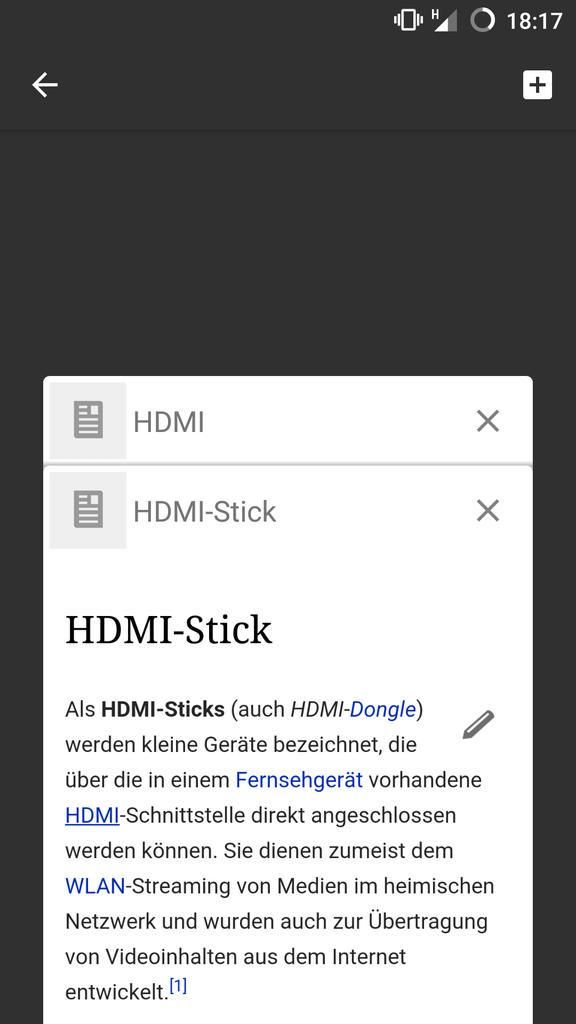 H 18:17
HDMI
HDMI-Stick
HDMI-Stick
Als HDMI-Sticks (auch HDMI-Dongle)
werden kleine Geräte bezeichnet, die
über die in einem Fernsehgerät vorhandene
HDMI-Schnittstelle direkt angeschlossen
werden können. Sie dienen zumeist dem
WLAN-Streaming von Medien im heimischen
Netzwerk und wurden auch zur Übertragung
von Videoinhalten aus dem Internet
entwickelt.[1]